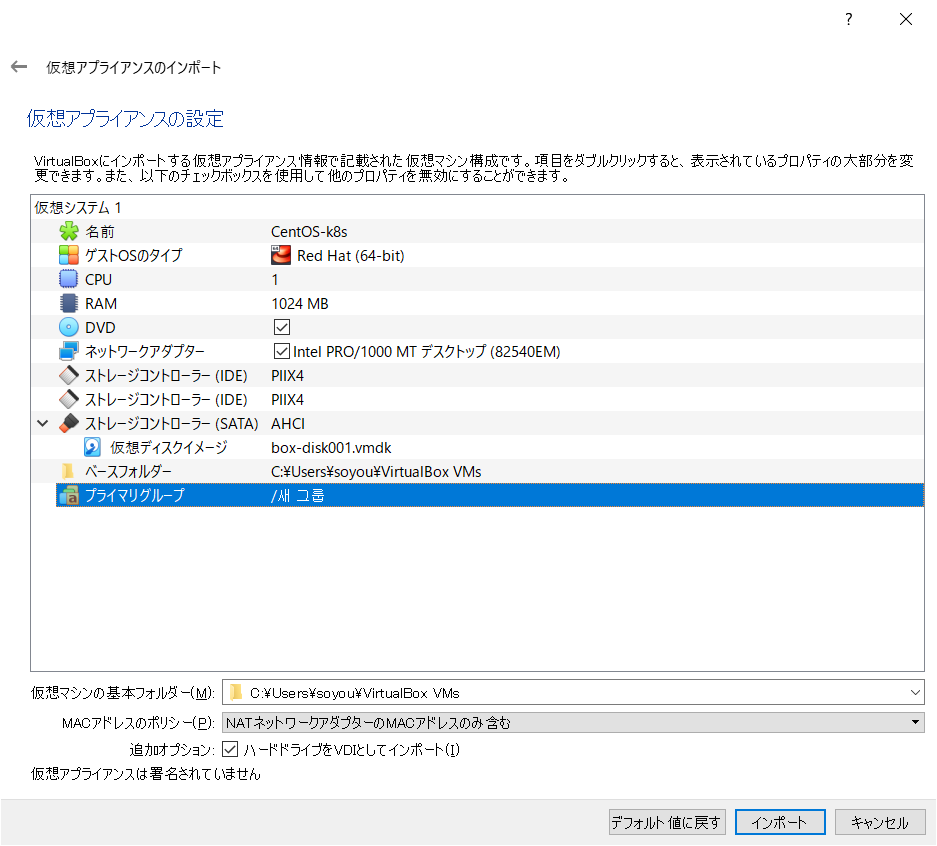 ?
仮想アプライアンスのインポート
仮想アプライアンスの設定
VirtualBoxにインポートする仮想アプライアンス情報で記載された仮想マシン構成です。項目をダブルクリックすると、表示されているプロパティの大部分を変
更できます。また、以下のチェックボックスを使用して他のプロパティを無効にすることができます。
仮想システム 1
名前 CentOS-k8s
ゲストOSのタイプ Red Hat (64-bit)
CPU 1
RAM 1024 MB
DVD
ネットワークアダプター Intel PRO/1000 MT デスクトップ (82540EM)
ストレージコントローラー (IDE) PIIX4
ストレージコントローラー (IDE) PIIX4
ストレージコントローラー (SATA) AHCI
仮想ディスクイメージ box-disk001.vmdk
ベースフォルダー C:¥Users¥soyou¥VirtualBox VMs
プライマリグループ /새 그룹
仮想マシンの基本フォルダー(M): C:¥Users¥soyou¥VirtualBox VMs
MACアドレスのポリシー(P): NATネットワークアダプターのMACアドレスのみ含む
追加オプション: ハードドライブをVDIとしてインポート(I)
仮想アプライアンスは署名されていません
デフォルト値に戻す インポート キャンセル